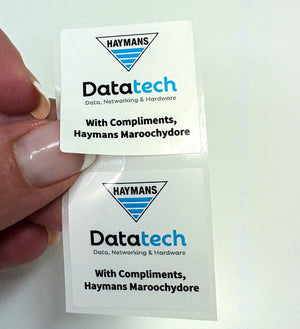 HAYMANS
Datatech
Data, Networking & Hardware
With Compliments,
Haymans Maroochydore
HAYMANS
Datatech
Data, Networking & Hardware
With Compliments,
Haymans Maroochydore